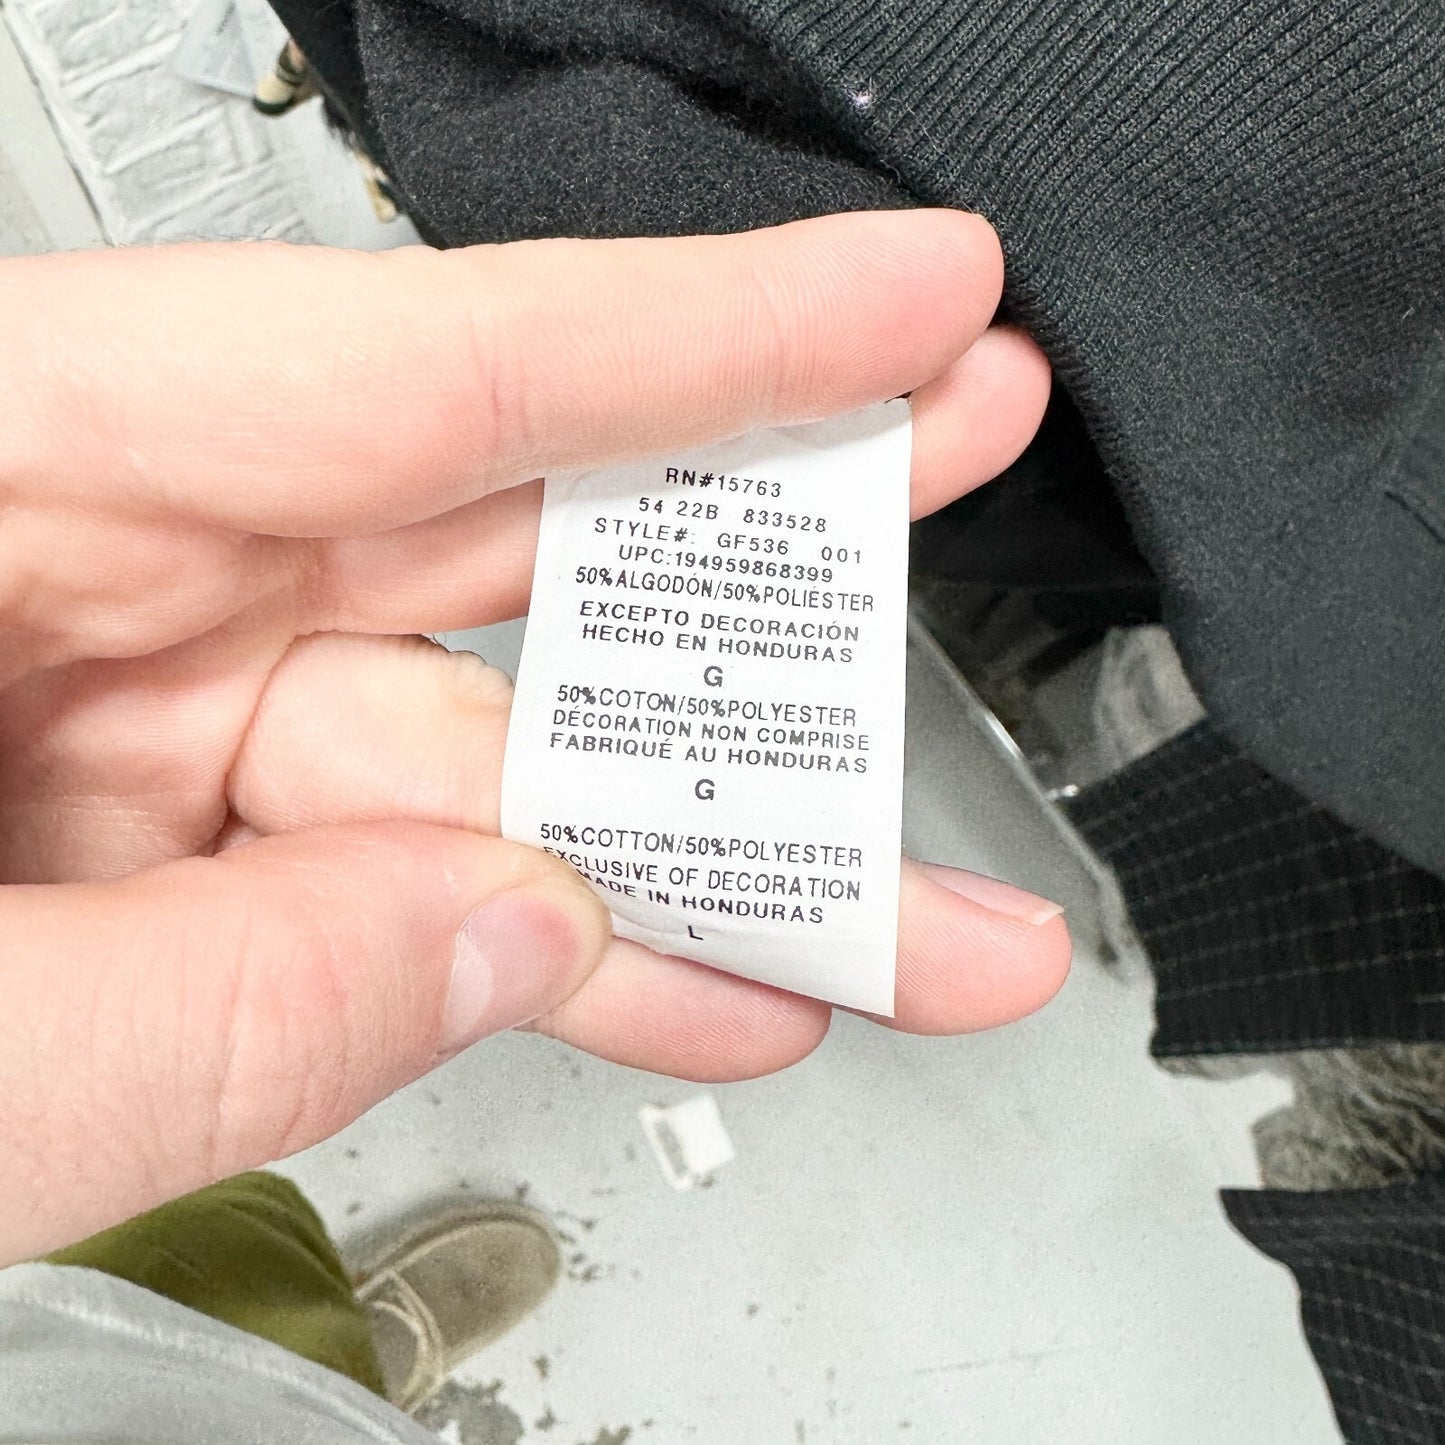 RN#15763
54 22B 833528
STYLE#: GF536 001
UPC:194959868399
50%ALGODÓN/50%POLIÉSTER
EXCEPTO DECORACIÓN
HECHO EN HONDURAS
G
50%COTON/50%POLYESTER
DÉCORATION NON COMPRISE
FABRIQUÉ AU HONDURAS
G
50%COTTON/50%POLYESTER
EXCLUSIVE OF DECORATION
MADE IN HONDURAS
L